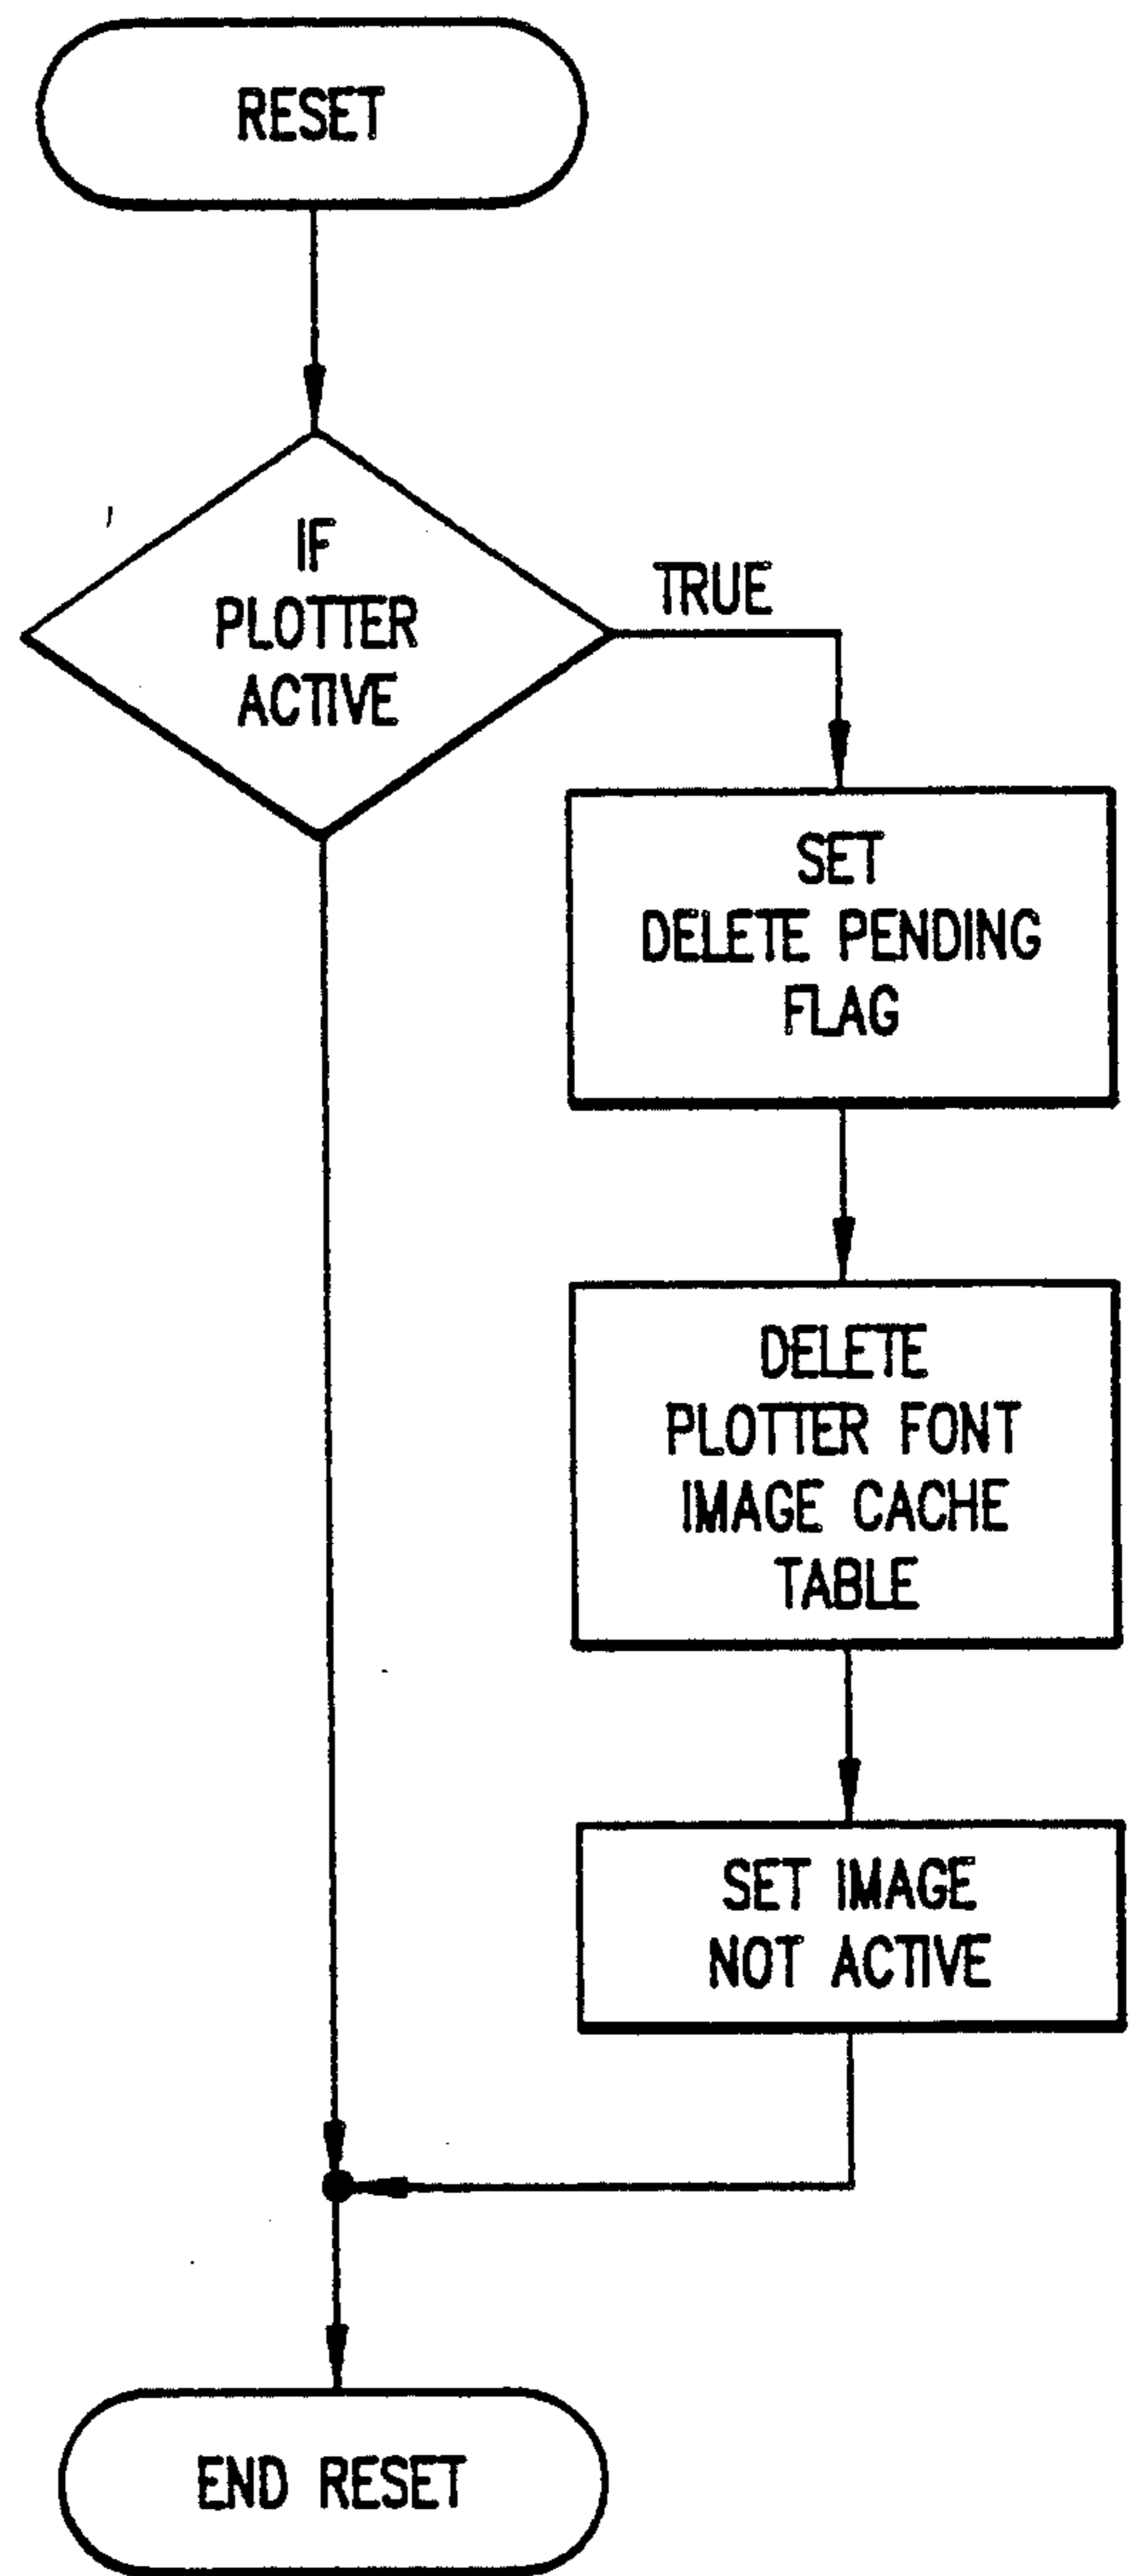 RESET
IF
PLOTTER
ACTIVE
TRUE
SET
DELETE PENDING
FLAG
DELETE
PLOTTER FONT
IMAGE CACHE
TABLE
SET IMAGE
NOT ACTIVE
END RESET